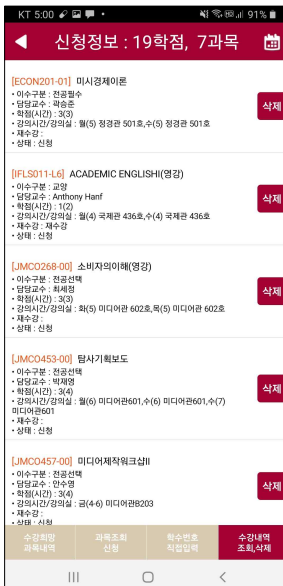 KT 5:00 91%
신청정보 : 19학점, 7과목
[ECON201-01] 미시경제이론
• 이수구분 : 전공필수
• 담당교수 : 곽승준
• 학점(시간) : 3(3)
• 강의시간/강의실 : 월(5) 정경관 501호,수(5) 정경관 501호
• 재수강 :
• 상태 : 신청
삭제
[IFLS011-L6] ACADEMIC ENGLISHI(영강)
• 이수구분 : 교양
• 담당교수 : Anthony Hanf
• 학점(시간) : 1(2)
• 강의시간/강의실 : 월(4) 국제관 436호,수(4) 국제관 436호
• 재수강 : 재수강
• 상태 : 신청
삭제
[JMCO268-00] 소비자의이해(영강)
• 이수구분 : 전공선택
• 담당교수 : 최세정
• 학점(시간) : 3(3)
• 강의시간/강의실 : 화(5) 미디어관 602호,목(5) 미디어관 602호
• 재수강 :
• 상태 : 신청
삭제
[JMCO453-00] 탐사기획보도
• 이수구분 : 전공선택
• 담당교수 : 박재영
• 학점(시간) : 3(4)
• 강의시간/강의실 : 월(6) 미디어관601,수(6) 미디어관601,수(7)
미디어관601
• 재수강 :
• 상태 : 신청
삭제
[JMCO457-00] 미디어제작워크샵II
• 이수구분 : 전공선택
• 담당교수 : 안수영
• 학점(시간) : 3(4)
• 강의시간/강의실 : 금(4-6) 미디어관B203
• 재수강 :
• 상태 : 신청
삭제
수강희망 과목조회 학수번호 수강내역
과목내역 신청 직접입력 조회,삭제